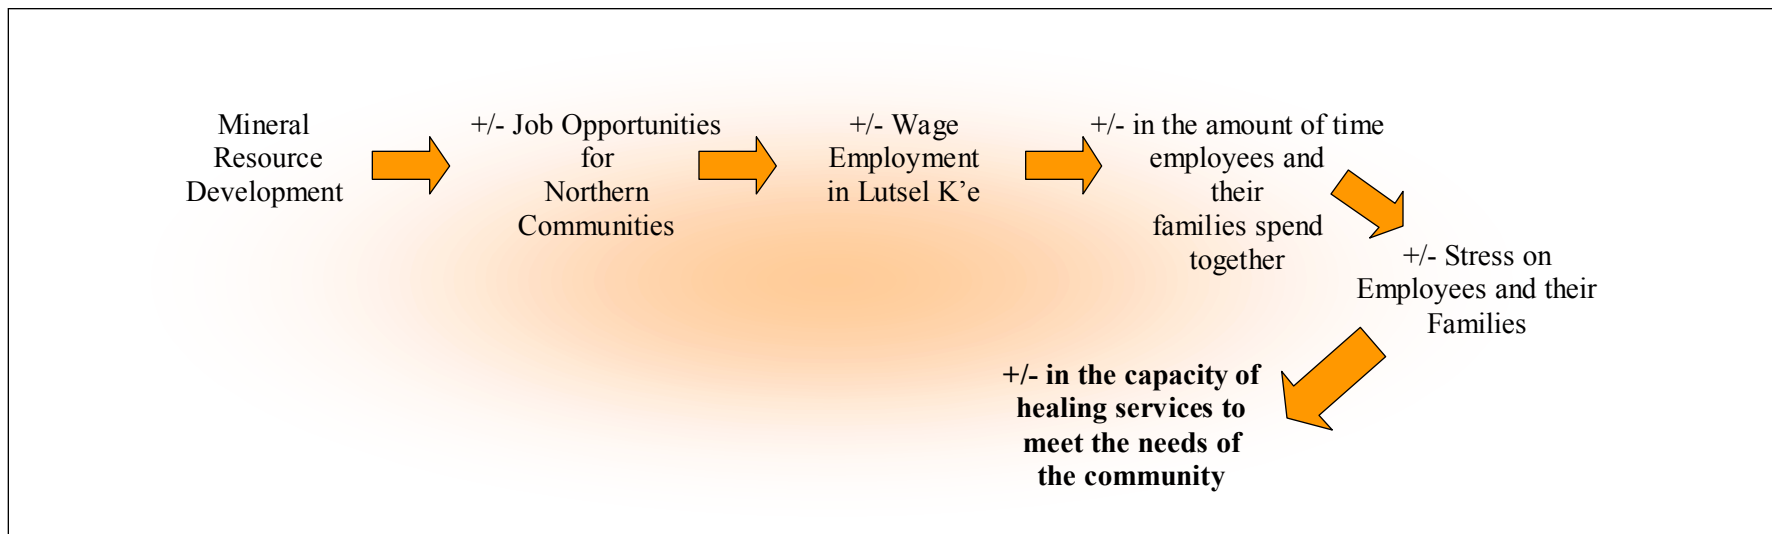 Mineral
Resource
Development
+/- Job Opportunities
for
Northern
Communities
+/- Wage
Employment
in Lutsel K’e
+/- in the amount of time
employees and
their
families spend
together
+/- Stress on
Employees and their
Families
+/- in the capacity of
healing services to
meet the needs of
the community